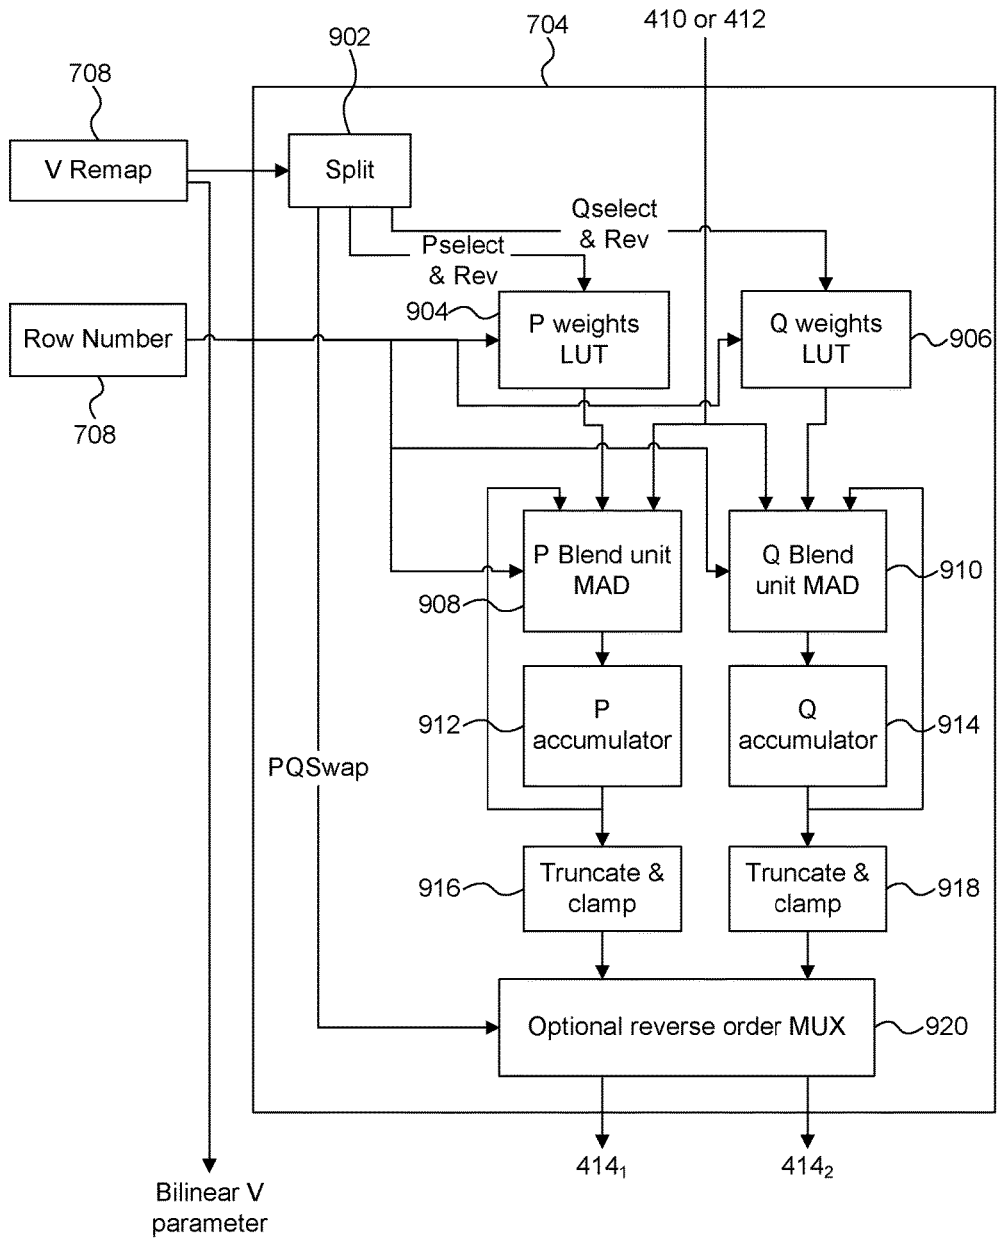 902
704
410 or 412
708
V Remap
Split
Qselect
& Rev
Pselect
& Rev
904
P weights
LUT
Q weights
LUT
906
Row Number
708
P Blend unit
MAD
908
Q Blend
unit MAD
910
912
P
accumulator
Q
accumulator
914
PQSwap
916
Truncate &
clamp
Truncate &
clamp
918
Optional reverse order MUX
920
414₁
414₂
Bilinear V
parameter